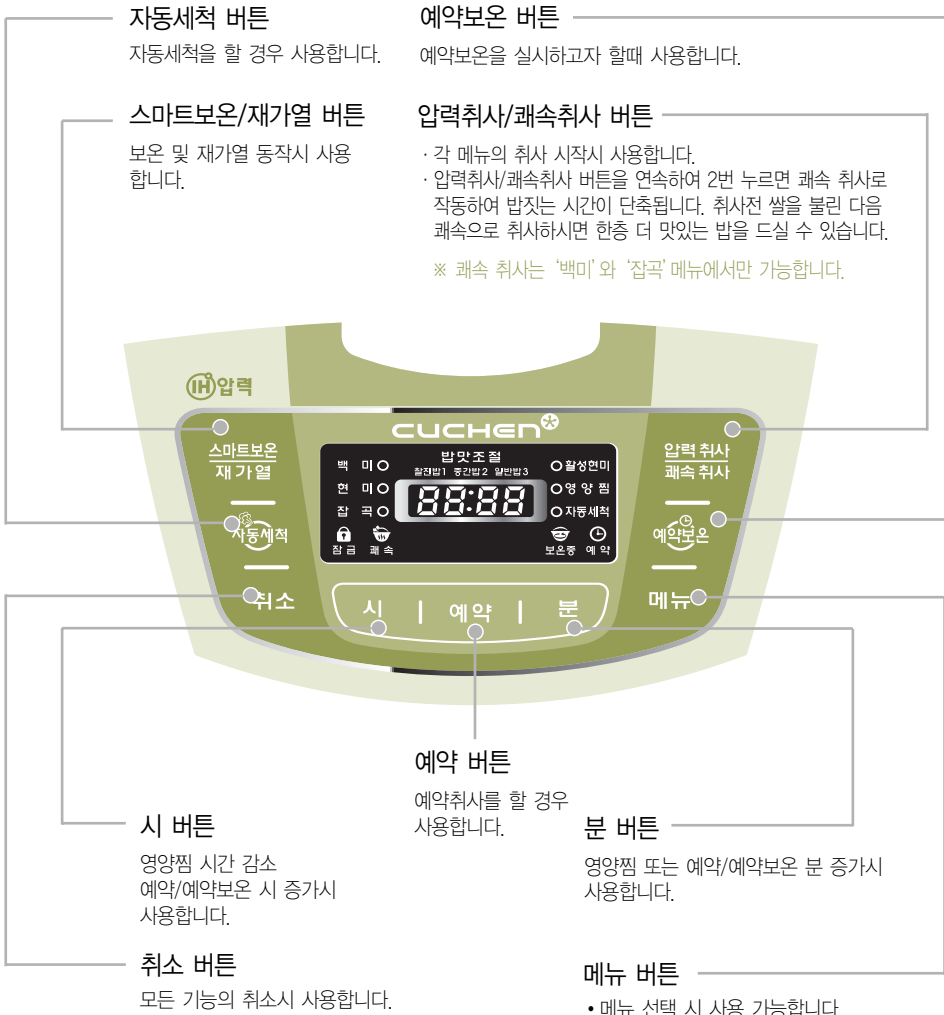 자동세척 버튼
자동세척을 할 경우 사용합니다.
예약보온 버튼
예약보온을 실시하고자 할때 사용합니다.
스마트보온/재가열 버튼
보온 및 재가열 동작시 사용
합니다.
압력취사/쾌속취사 버튼
· 각 메뉴의 취사 시작시 사용합니다.
· 압력취사/쾌속취사 버튼을 연속하여 2번 누르면 쾌속 취사로
작동하여 밥짓는 시간이 단축됩니다. 취사전 쌀을 불린 다음
쾌속으로 취사하시면 한층 더 맛있는 밥을 드실 수 있습니다.
※ 쾌속 취사는 ‘백미’와 ‘잡곡’메뉴에서만 가능합니다.
IH압력
CUCHEN
스마트보온
재가열
자동세척
취소
밥맛조절
찰진밥1 중간밥2 일반밥3
백 미
현 미
잡 곡
88:88
활성현미
영양찜
자동세척
잠금 쾌속
보온중 예약
압력취사
쾌속취사
예약보온
메뉴
시 | 예약 | 분
예약 버튼
예약취사를 할 경우
사용합니다.
시 버튼
영양찜 시간 감소
예약/예약보온 시 증가시
사용합니다.
분 버튼
영양찜 또는 예약/예약보온 분 증가시
사용합니다.
취소 버튼
모든 기능의 취소시 사용합니다.
메뉴 버튼
• 메뉴 선택 시 사용 가능합니다